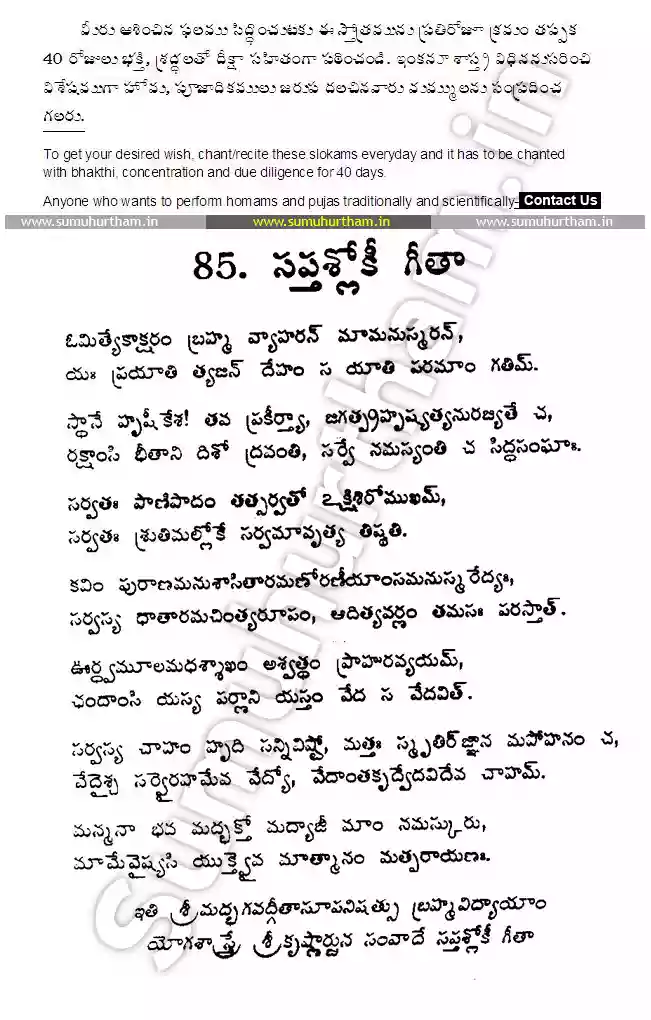 మీరు ఆశించిన ఫలము సిద్ధించుటకు ఈ స్తోత్రమును ప్రతిరోజూ క్రమం తప్పక
40 రోజులు భక్తి, శ్రద్ధలతో దీక్షా సహితంగా పఠించండి. ఇంకనూ శాస్త్ర విధిననుసరించి
విశేషముగా హోమ, పూజాదికములు జరుప దలచినవారు మమ్ములను సంప్రదించ
గలరు.
To get your desired wish, chant/recite these slokams everyday and it has to be chanted
with bhakthi, concentration and due diligence for 40 days.
Anyone who wants to perform homams and pujas traditionally and scientifically- Contact Us
www.sumuhurtham.in www.sumuhurtham.in www.sumuhurtham.in
85. సప్తశ్లోకీ గీతా
ఓమిత్యేకాక్షరం బ్రహ్మ వ్యాహరన్ మామనుస్మరన్,
యః ప్రయాతి త్యజన్ దేహం స యాతి పరమాం గతిమ్.
స్థానే హృషీకేశ! తవ ప్రకీర్త్యా, జగత్ప్రహృష్యత్యనురజ్యతే చ,
రక్షాంసి భీతాని దిశో ద్రవంతి, సర్వే నమస్యంతి చ సిద్ధసంఘాః.
సర్వతః పాణిపాదం తత్సర్వతో ఽక్షిశిరోముఖమ్,
సర్వతః శ్రుతిమల్లోకే సర్వమావృత్య తిష్ఠతి.
కవిం పురాణమనుశాసితారమణోరణీయాంసమనుస్మరేద్యః,
సర్వస్య ధాతారమచింత్యరూపం, ఆదిత్యవర్ణం తమసః పరస్తాత్.
ఊర్ధ్వమూలమధశ్శాఖం అశ్వత్థం ప్రాహురవ్యయమ్,
ఛందాంసి యస్య పర్ణాని యస్తం వేద స వేదవిత్.
సర్వస్య చాహం హృది సన్నివిష్టో, మత్తః స్మృతిర్జ్ఞాన మపోహనం చ,
వేదైశ్చ సర్వైరహమేవ వేద్యో, వేదాంతకృద్వేదవిదేవ చాహమ్.
మన్మనా భవ మద్భక్తో మద్యాజీ మాం నమస్కురు,
మామేవైష్యసి యుక్త్వైవ మాత్మానం మత్పరాయణః.
ఇతి శ్రీ మద్భగవద్గీతాసూపనిషత్సు బ్రహ్మవిద్యాయాం
యోగశాస్త్రే శ్రీకృష్ణార్జున సంవాదే సప్తశ్లోకీ గీతా
Sumuhurtham.in